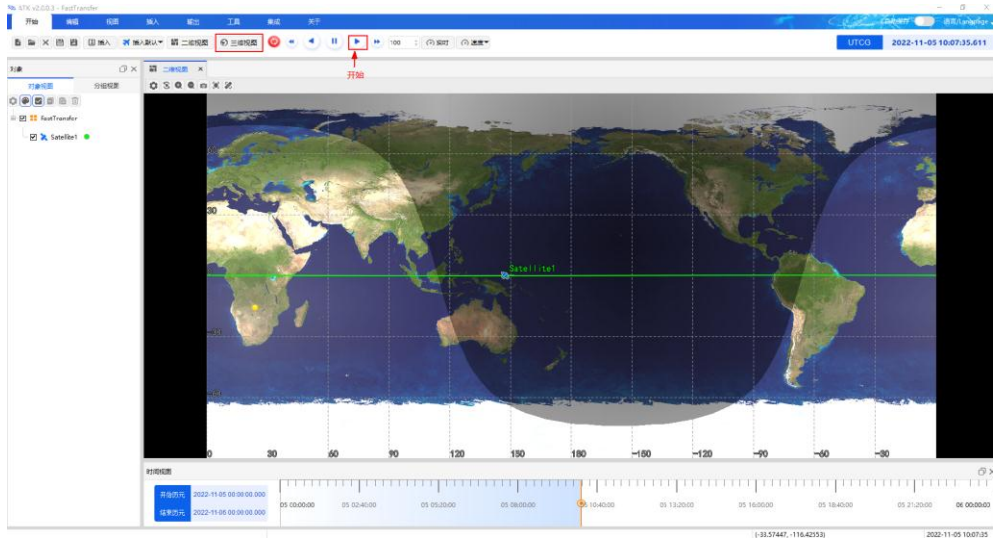 ATK v2.0.0.3 - FastTransfer
开始 编辑 视图 插入 输出 工具 集成 关于
语言/Language
插入 插入默认 二维视图 三维视图 100 实时 速度 UTCG 2022-11-05 10:07:35.611
开始
对象 二维视图
对象视图 分组视图
FastTransfer
Satellite1
30
Satellite1
0 30 60 90 120 150 180 -150 -120 -90 -60 -30
时间视图
开始历元 2022-11-05 00:00:00.000
结束历元 2022-11-06 00:00:00.000
05 00:00:00 05 02:40:00 05 05:20:00 05 08:00:00 05 10:40:00 05 13:20:00 05 16:00:00 05 18:40:00 05 21:20:00 06 00:00:00
(-33.57447, -116.42553) 2022-11-05 10:07:35